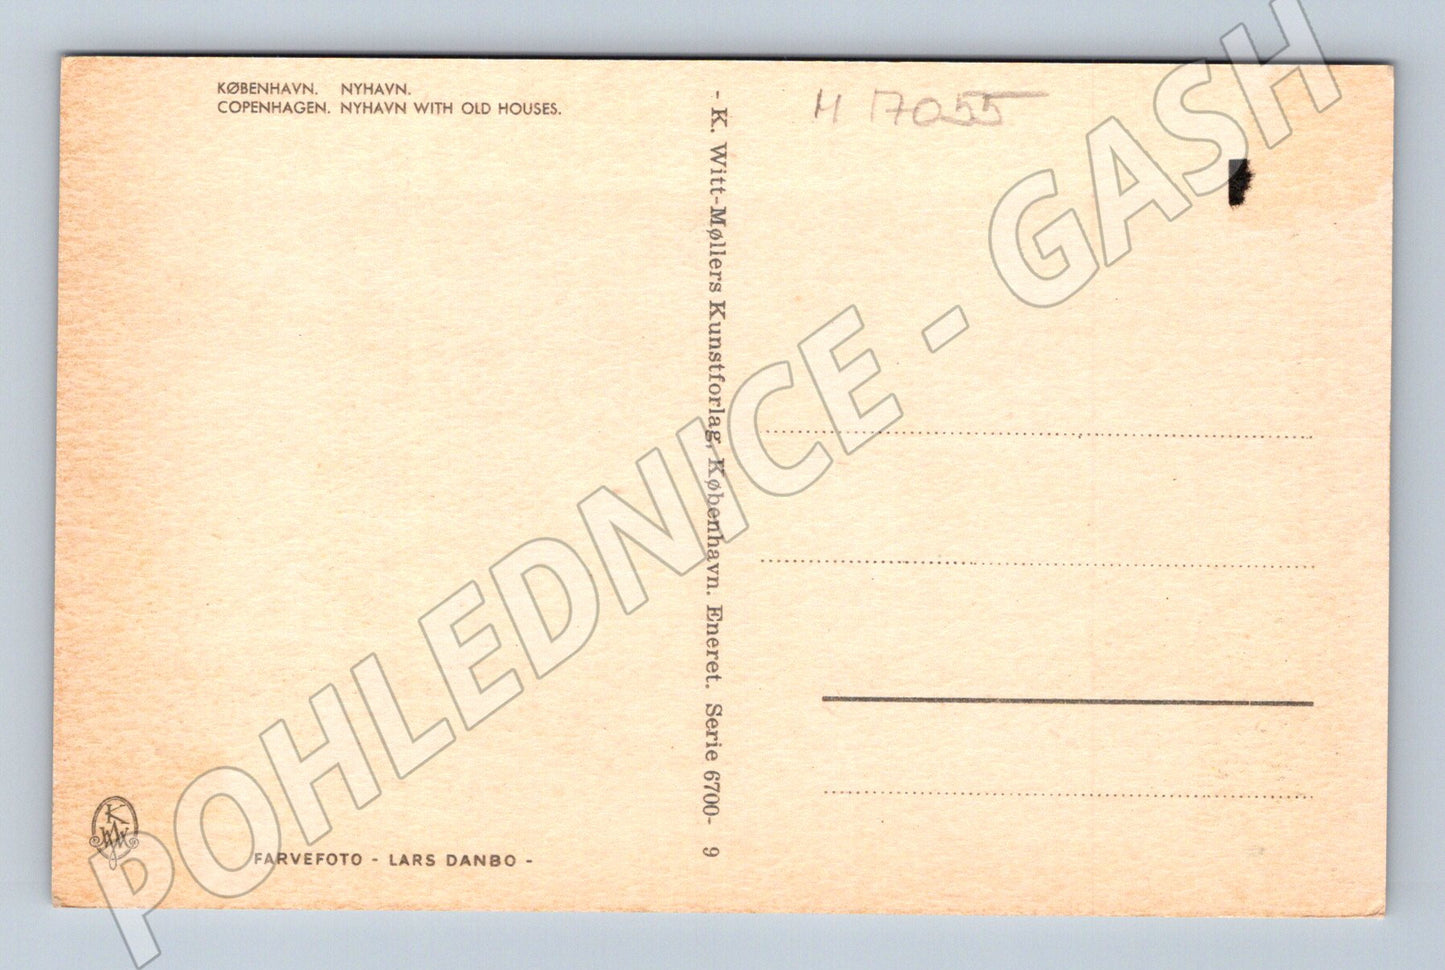 KØBENHAVN. NYHAVN.
COPENHAGEN. NYHAVN WITH OLD HOUSES.
- K. Witt-Møllers Kunstforlag, København. Eneret. Serie 6700- 9
H 17055
FARVEFOTO - LARS DANBO -
POHLEDNICE - GASH